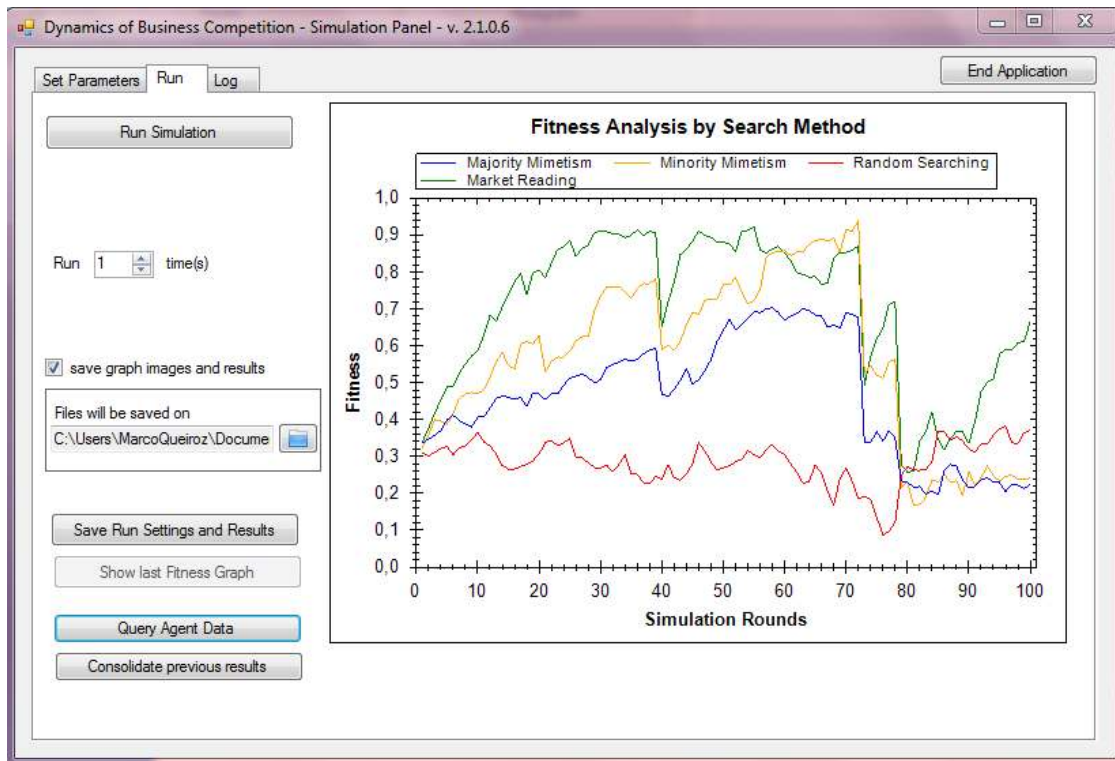 Dynamics of Business Competition - Simulation Panel - v. 2.1.0.6
End Application
Set Parameters
Run
Log
Run Simulation
Run 1 time(s)
save graph images and results
Files will be saved on
C:\Users\MarcoQueiroz\Docume
Save Run Settings and Results
Show last Fitness Graph
Query Agent Data
Consolidate previous results
Fitness Analysis by Search Method
Majority Mimetism
Minority Mimetism
Random Searching
Market Reading
Fitness
1,0
0,9
0,8
0,7
0,6
0,5
0,4
0,3
0,2
0,1
0,0
0 10 20 30 40 50 60 70 80 90 100
Simulation Rounds